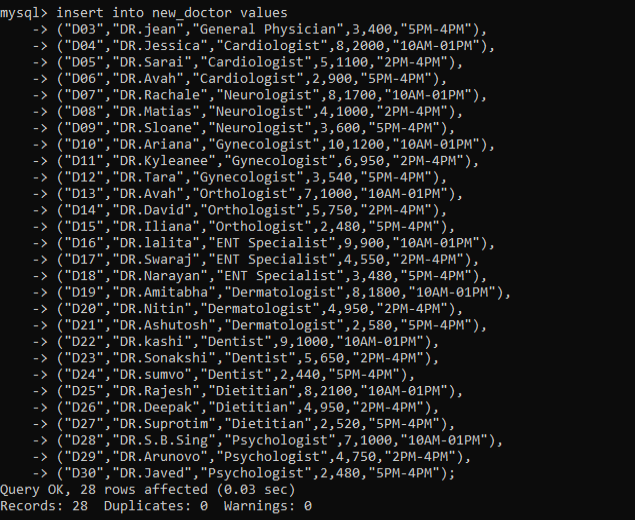 mysql> insert into new_doctor values
-> ("D03","DR.jean","General Physician",3,400,"5PM-4PM"),
-> ("D04","DR.Jessica","Cardiologist",8,2000,"10AM-01PM"),
-> ("D05","DR.Sarai","Cardiologist",5,1100,"2PM-4PM"),
-> ("D06","DR.Avah","Cardiologist",2,900,"5PM-4PM"),
-> ("D07","DR.Rachale","Neurologist",8,1700,"10AM-01PM"),
-> ("D08","DR.Matias","Neurologist",4,1000,"2PM-4PM"),
-> ("D09","DR.Sloane","Neurologist",3,600,"5PM-4PM"),
-> ("D10","DR.Ariana","Gynecologist",10,1200,"10AM-01PM"),
-> ("D11","DR.Kyleanee","Gynecologist",6,950,"2PM-4PM"),
-> ("D12","DR.Tara","Gynecologist",3,540,"5PM-4PM"),
-> ("D13","DR.Avah","Orthologist",7,1000,"10AM-01PM"),
-> ("D14","DR.David","Orthologist",5,750,"2PM-4PM"),
-> ("D15","DR.Iliana","Orthologist",2,480,"5PM-4PM"),
-> ("D16","DR.lalita","ENT Specialist",9,900,"10AM-01PM"),
-> ("D17","DR.Swaraj","ENT Specialist",4,550,"2PM-4PM"),
-> ("D18","DR.Narayan","ENT Specialist",3,480,"5PM-4PM"),
-> ("D19","DR.Amitabha","Dermatologist",8,1800,"10AM-01PM"),
-> ("D20","DR.Nitin","Dermatologist",4,950,"2PM-4PM"),
-> ("D21","DR.Ashutosh","Dermatologist",2,580,"5PM-4PM"),
-> ("D22","DR.kashi","Dentist",9,1000,"10AM-01PM"),
-> ("D23","DR.Sonakshi","Dentist",5,650,"2PM-4PM"),
-> ("D24","DR.sumvo","Dentist",2,440,"5PM-4PM"),
-> ("D25","DR.Rajesh","Dietitian",8,2100,"10AM-01PM"),
-> ("D26","DR.Deepak","Dietitian",4,950,"2PM-4PM"),
-> ("D27","DR.Suprotim","Dietitian",2,520,"5PM-4PM"),
-> ("D28","DR.S.B.Sing","Psychologist",7,1000,"10AM-01PM"),
-> ("D29","DR.Arunovo","Psychologist",4,750,"2PM-4PM"),
-> ("D30","DR.Javed","Psychologist",2,480,"5PM-4PM");
Query OK, 28 rows affected (0.03 sec)
Records: 28  Duplicates: 0  Warnings: 0